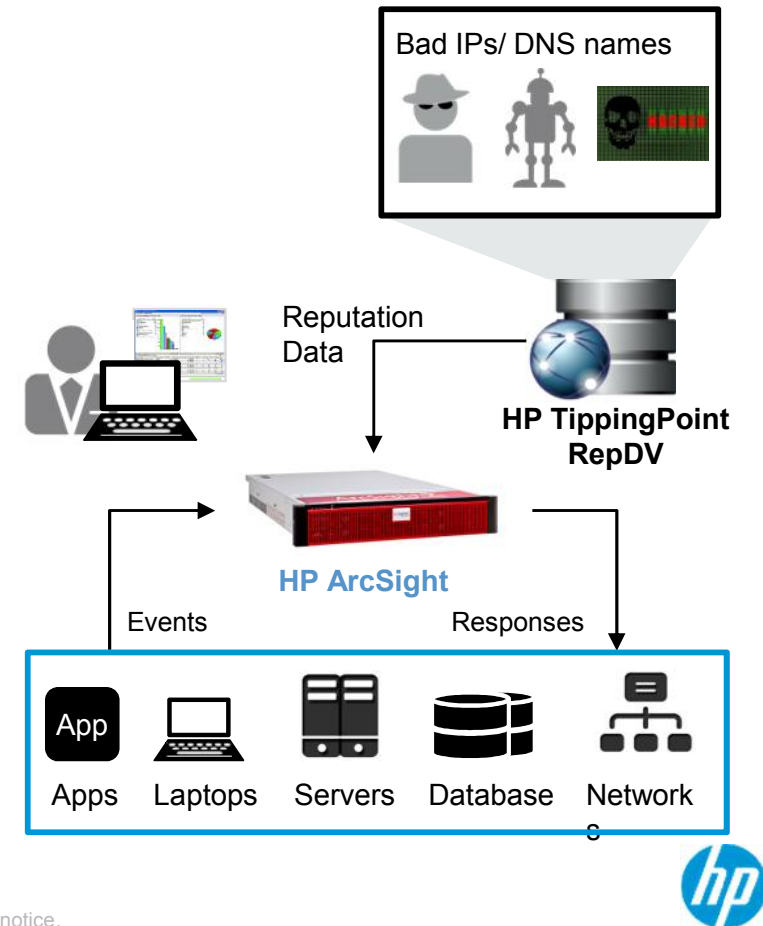 Bad IPs/ DNS names
Reputation
Data
HP TippingPoint
RepDV
HP ArcSight
Events
Responses
App
Apps
Laptops
Servers
Database
Network
s
hp
notice.